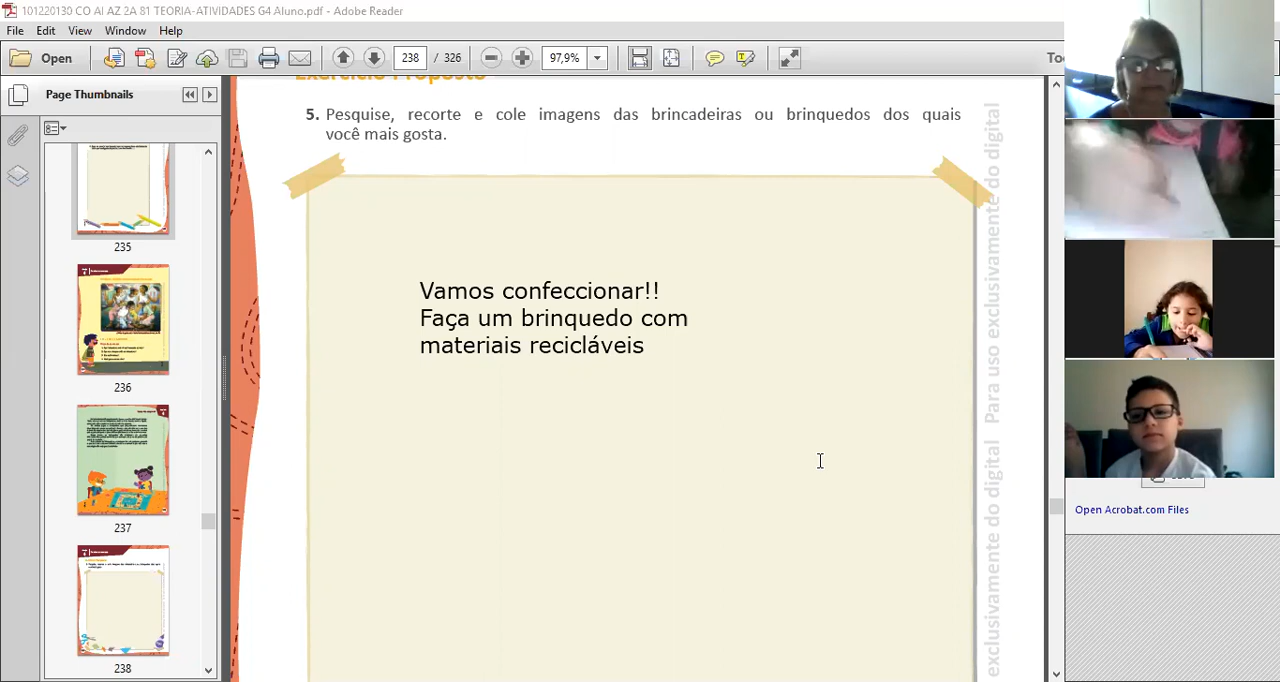 101220130 CO AI AZ 2A 81 TEORIA-ATIVIDADES G4 Aluno.pdf - Adobe Reader
File Edit View Window Help
Open
238 / 326
97,9%
Page Thumbnails
235
236
237
238
Exercício Proposto
5. Pesquise, recorte e cole imagens das brincadeiras ou brinquedos dos quais
você mais gosta.
Vamos confeccionar!!
Faça um brinquedo com
materiais recicláveis
Para uso exclusivamente do digital
exclusivamente do digital
Open Acrobat.com Files